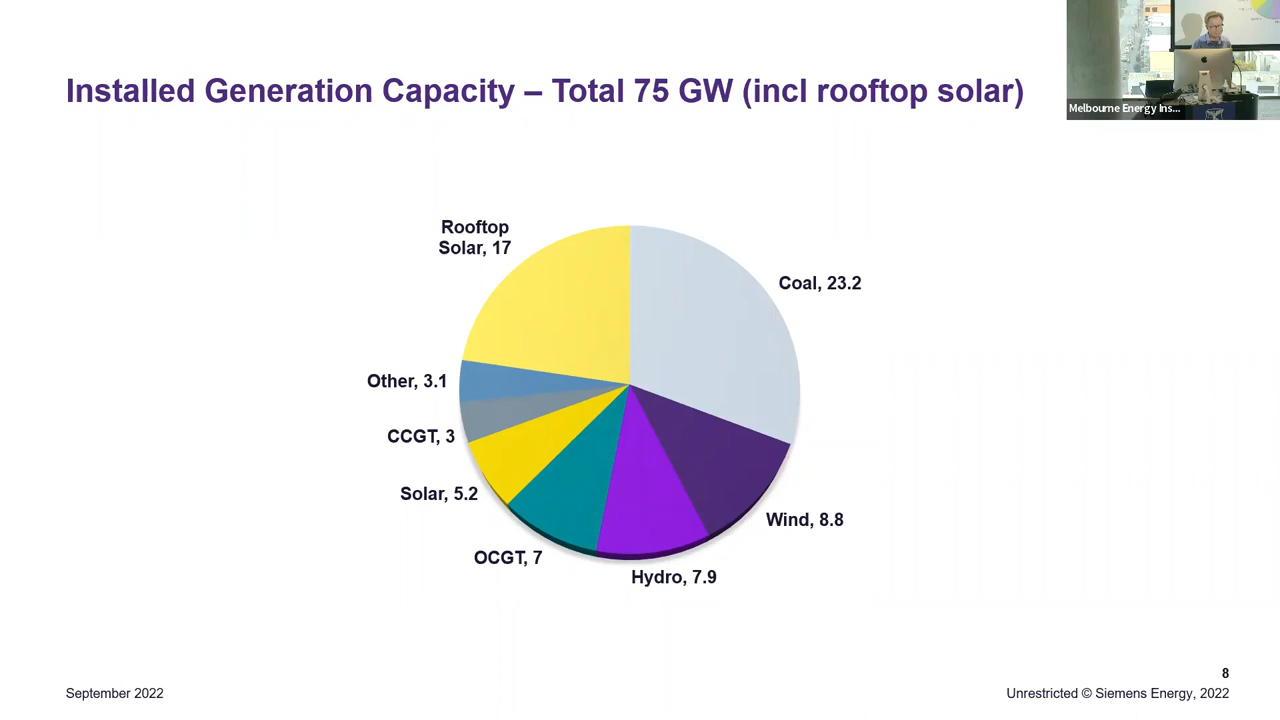 Installed Generation Capacity – Total 75 GW (incl rooftop solar)
Melbourne Energy Ins...
Rooftop
Solar, 17
Coal, 23.2
Other, 3.1
CCGT, 3
Solar, 5.2
Wind, 8.8
OCGT, 7
Hydro, 7.9
8
September 2022
Unrestricted © Siemens Energy, 2022